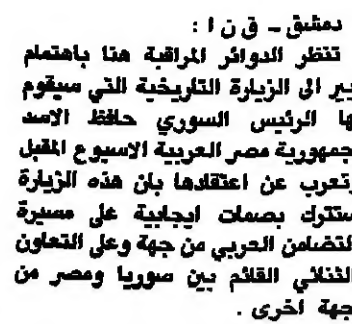 دمشق - ق ن ا :
تنظر الدوائر المراقبة هنا باهتمام
بير الى الزيارة التاريخية التي سيقوم
ها الرئيس السوري حافظ الاسد
جمهورية مصر العربية الاسبوع المقبل
وتعرب عن اعتقادها بان هذه الزيارة
ستترك بصمات ايجابية على مسيرة
لتضامن العربي من جهة وعلى التعاون
الثنائي القائم بين سوريا ومصر من
جهة اخرى .